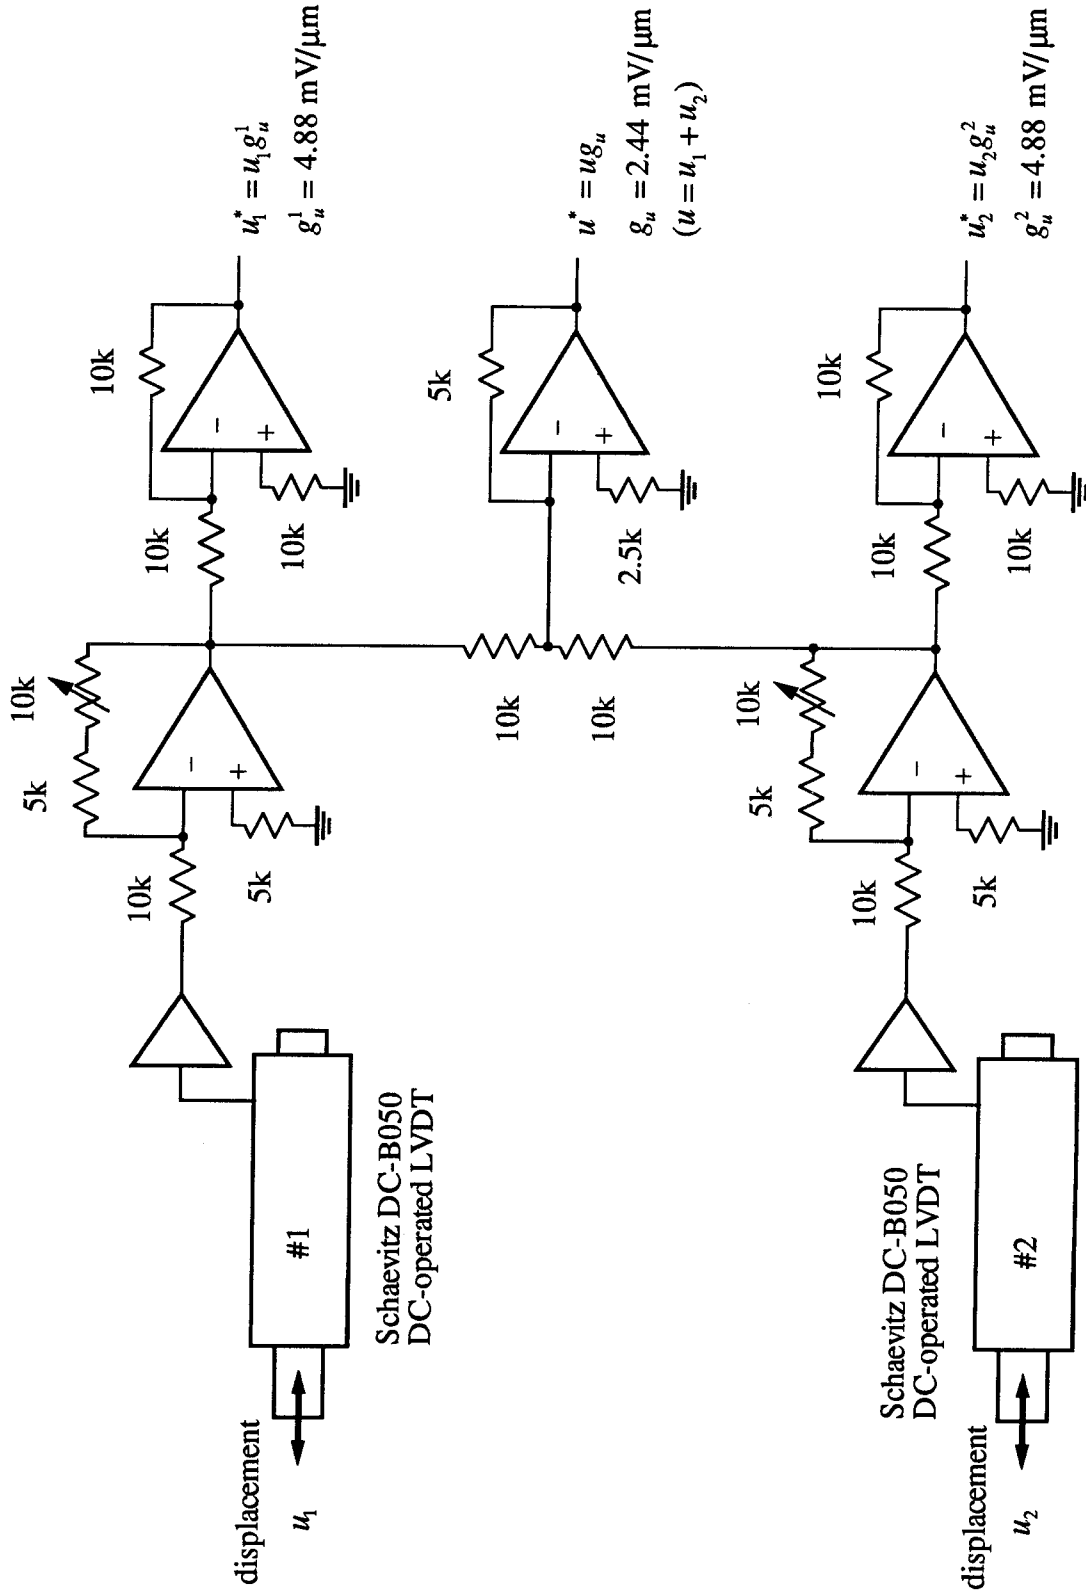 displacement
u₁
#1
Schaevitz DC-B050
DC-operated LVDT
10k
5k
5k
10k
−
+
10k
10k
10k
−
+
u₁* = u₁g_u¹
g_u¹ = 4.88 mV/μm
10k
10k
2.5k
5k
−
+
u* = ug_u
g_u = 2.44 mV/μm
(u = u₁ + u₂)
displacement
u₂
#2
Schaevitz DC-B050
DC-operated LVDT
10k
5k
5k
10k
−
+
10k
10k
10k
−
+
u₂* = u₂g_u²
g_u² = 4.88 mV/μm